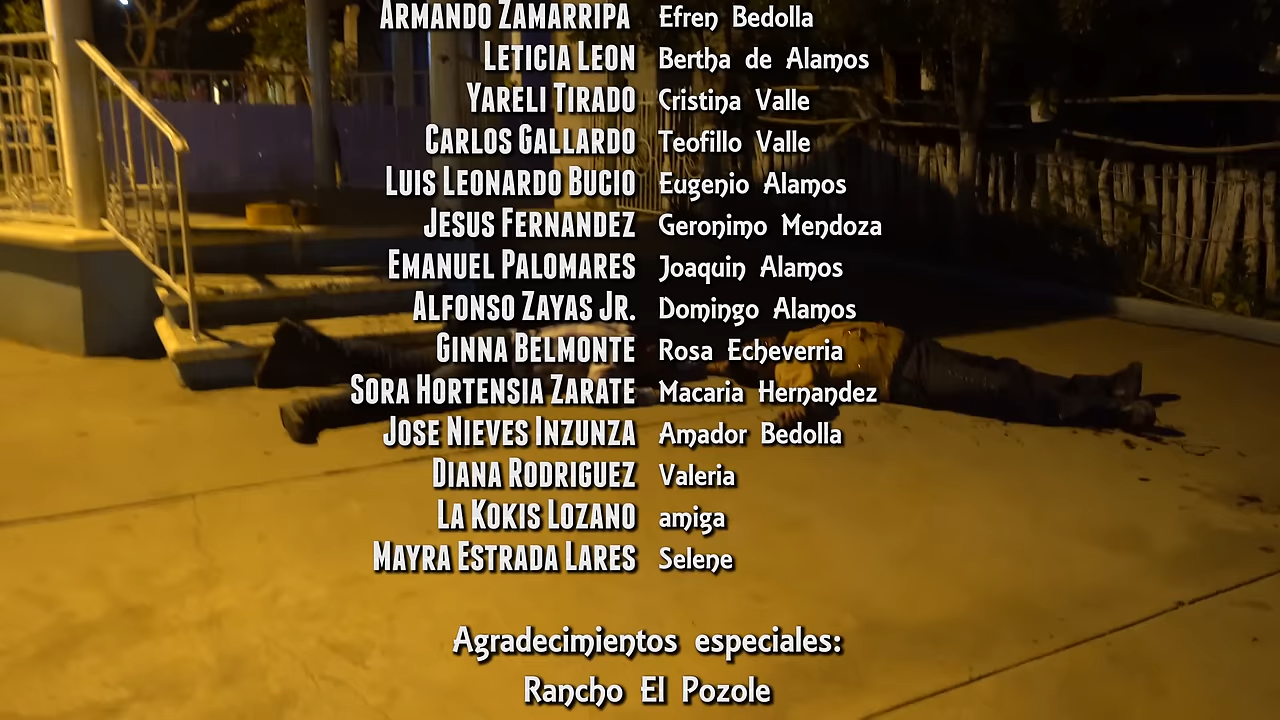 ARMANDO ZAMARRIPA Efren Bedolla
LETICIA LEON Bertha de Alamos
YARELI TIRADO Cristina Valle
CARLOS GALLARDO Teofillo Valle
LUIS LEONARDO BUCIO Eugenio Alamos
JESUS FERNANDEZ Geronimo Mendoza
EMANUEL PALOMARES Joaquin Alamos
ALFONSO ZAYAS JR. Domingo Alamos
GINNA BELMONTE Rosa Echeverria
SORA HORTENSIA ZARATE Macaria Hernandez
JOSE NIEVES INZUNZA Amador Bedolla
DIANA RODRIGUEZ Valeria
LA KOKIS LOZANO amiga
MAYRA ESTRADA LARES Selene
Agradecimientos especiales:
Rancho El Pozole